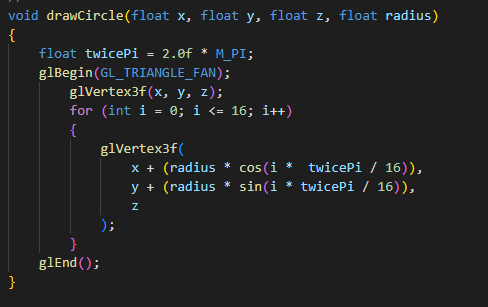 void drawCircle(float x, float y, float z, float radius)
{
    float twicePi = 2.0f * M_PI;
    glBegin(GL_TRIANGLE_FAN);
        glVertex3f(x, y, z);
        for (int i = 0; i <= 16; i++)
        {
            glVertex3f(
                x + (radius * cos(i *  twicePi / 16)),
                y + (radius * sin(i * twicePi / 16)),
                z
            );
        }
    glEnd();
}